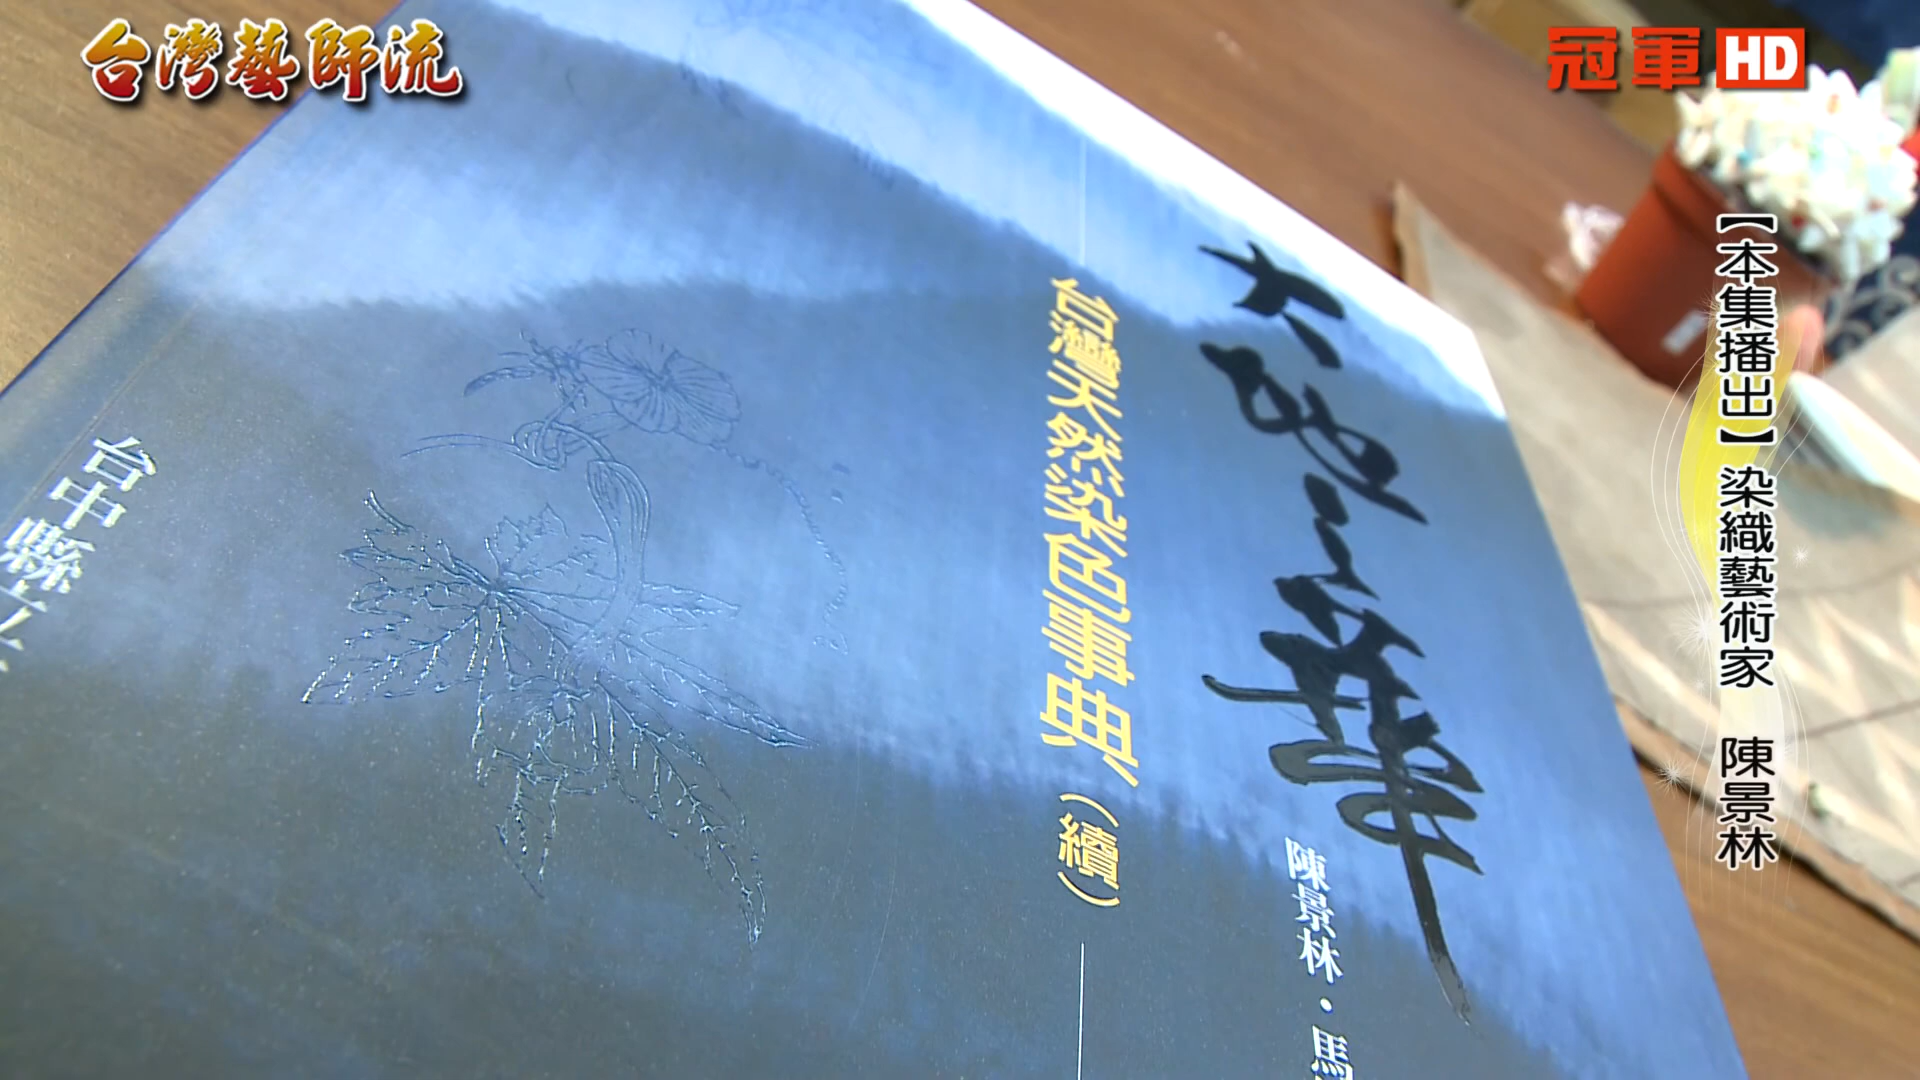 台灣藝師流
冠軍 HD
【本集播出】染織藝術家 陳景林
大地之華
台灣天然染色事典（續）
陳景林・馬
台中縣立